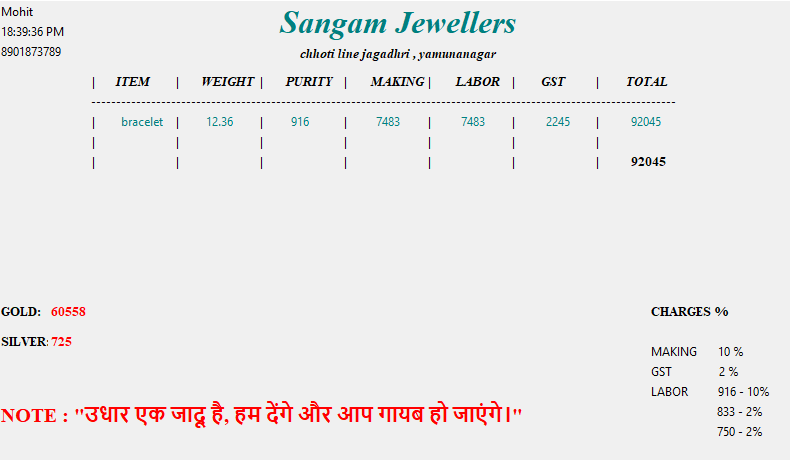 Mohit
Sangam Jewellers
18:39:36 PM
8901873789
chhoti line jagadhri , yamunanagar
| ITEM | WEIGHT | PURITY | MAKING | LABOR | GST | TOTAL
| bracelet | 12.36 | 916 | 7483 | 7483 | 2245 | 92045
| | | | | | |
| | | | | | | 92045
GOLD: 60558
CHARGES %
SILVER: 725
MAKING 10 %
GST 2 %
LABOR 916 - 10%
833 - 2%
NOTE : "उधार एक जादू है, हम देंगे और आप गायब हो जाएंगे।"
750 - 2%